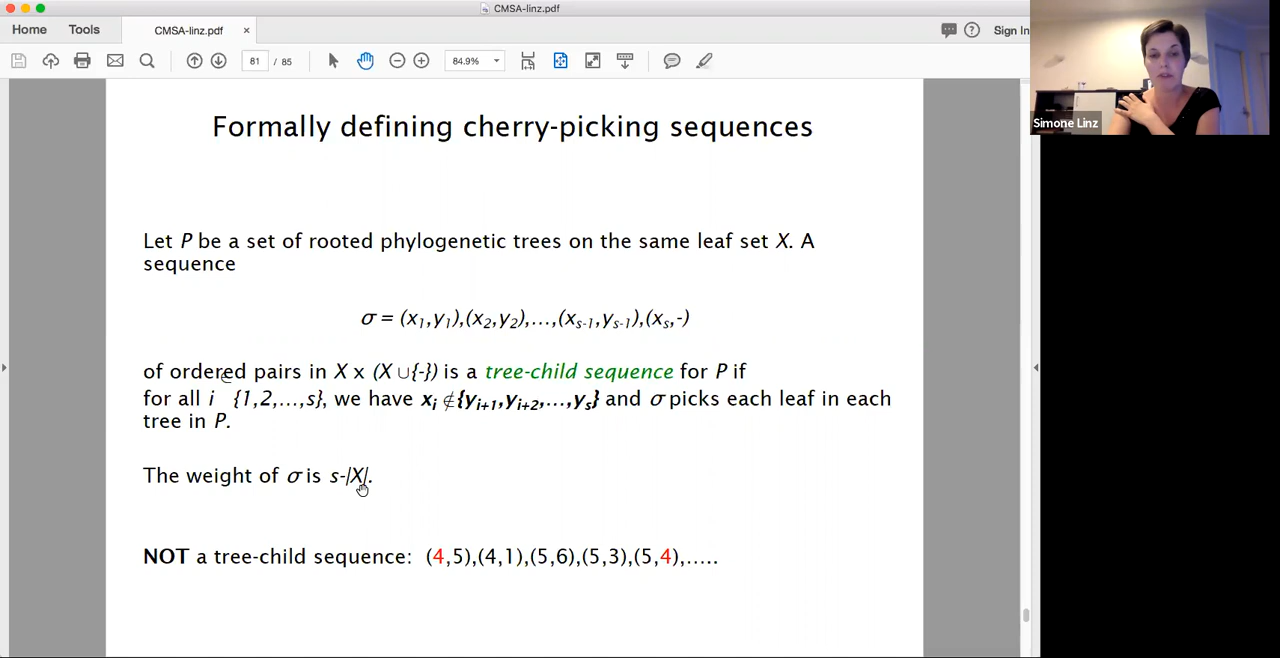 CMSA-linz.pdf
Home Tools CMSA-linz.pdf × Sign In
81 / 85 84.9%
Simone Linz
Formally defining cherry-picking sequences
Let P be a set of rooted phylogenetic trees on the same leaf set X. A
sequence
σ = (x₁,y₁),(x₂,y₂),…,(xₛ₋₁,yₛ₋₁),(xₛ,-)
of ordered pairs in X x (X ∪{-}) is a tree-child sequence for P if
for all i {1,2,…,s}, we have xᵢ ∉{yᵢ₊₁,yᵢ₊₂,…,yₛ} and σ picks each leaf in each
tree in P.
The weight of σ is s-|X|.
NOT a tree-child sequence: (4,5),(4,1),(5,6),(5,3),(5,4),…..